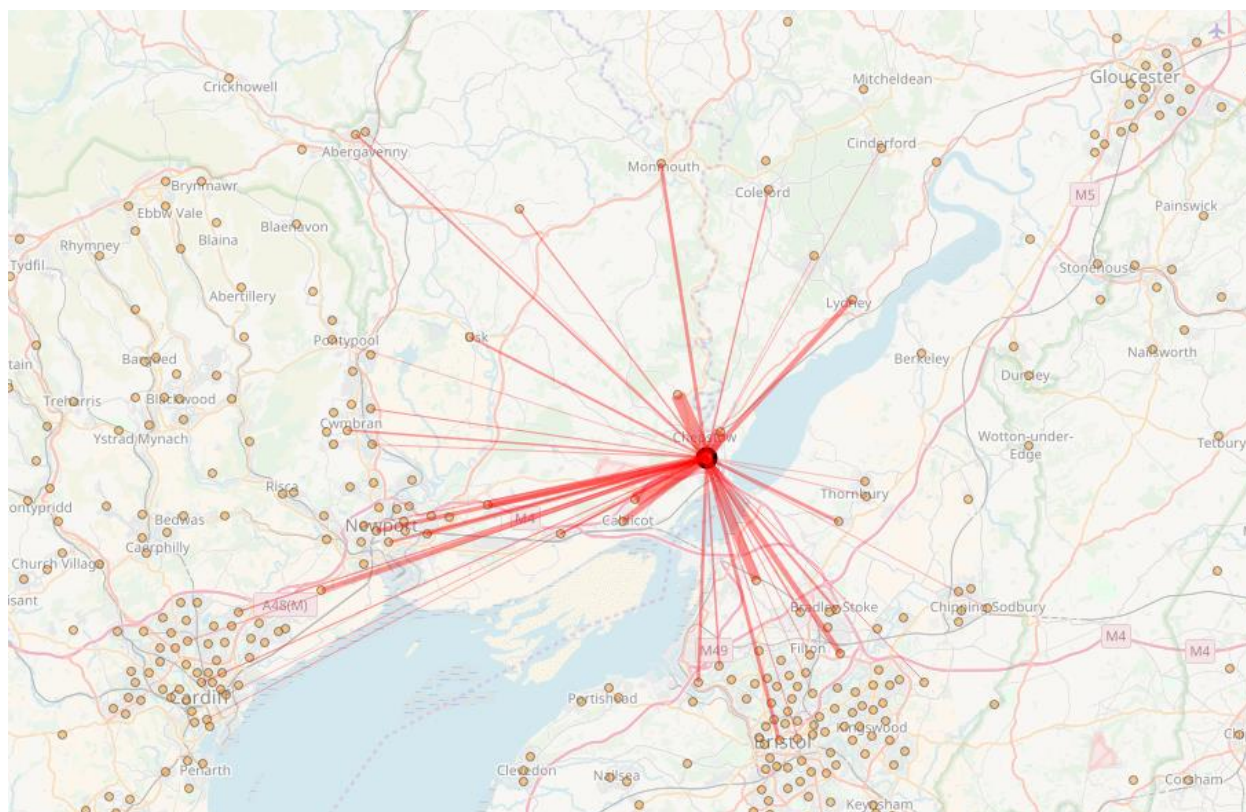 Crickhowell
Mitcheldean
Gloucester
Abergavenny
Cinderford
Monmouth
Brynmawr
Coleford
M5
Ebbw Vale
Painswick
Blaina
Blaenavon
Rhymney
Tydfil
Stonehouse
Abertillery
Lydney
Pontypool
Usk
Berkeley
Nailsworth
tain
Bargoed
Dursley
Treharris
Blackwood
Cwmbran
Ystrad Mynach
Chepstow
Wotton-under-
Edge
Tetbury
Risca
Thornbury
ontypridd
Bedwas
Newport
M4
Caldicot
Caerphilly
Church Villag
isant
A48(M)
Bradley Stoke
Chipping Sodbury
M4
M49
Filton
M4
Cardiff
Portishead
Kingswood
Bristol
Penarth
Clevedon
Nailsea
Corsham
Keynsham